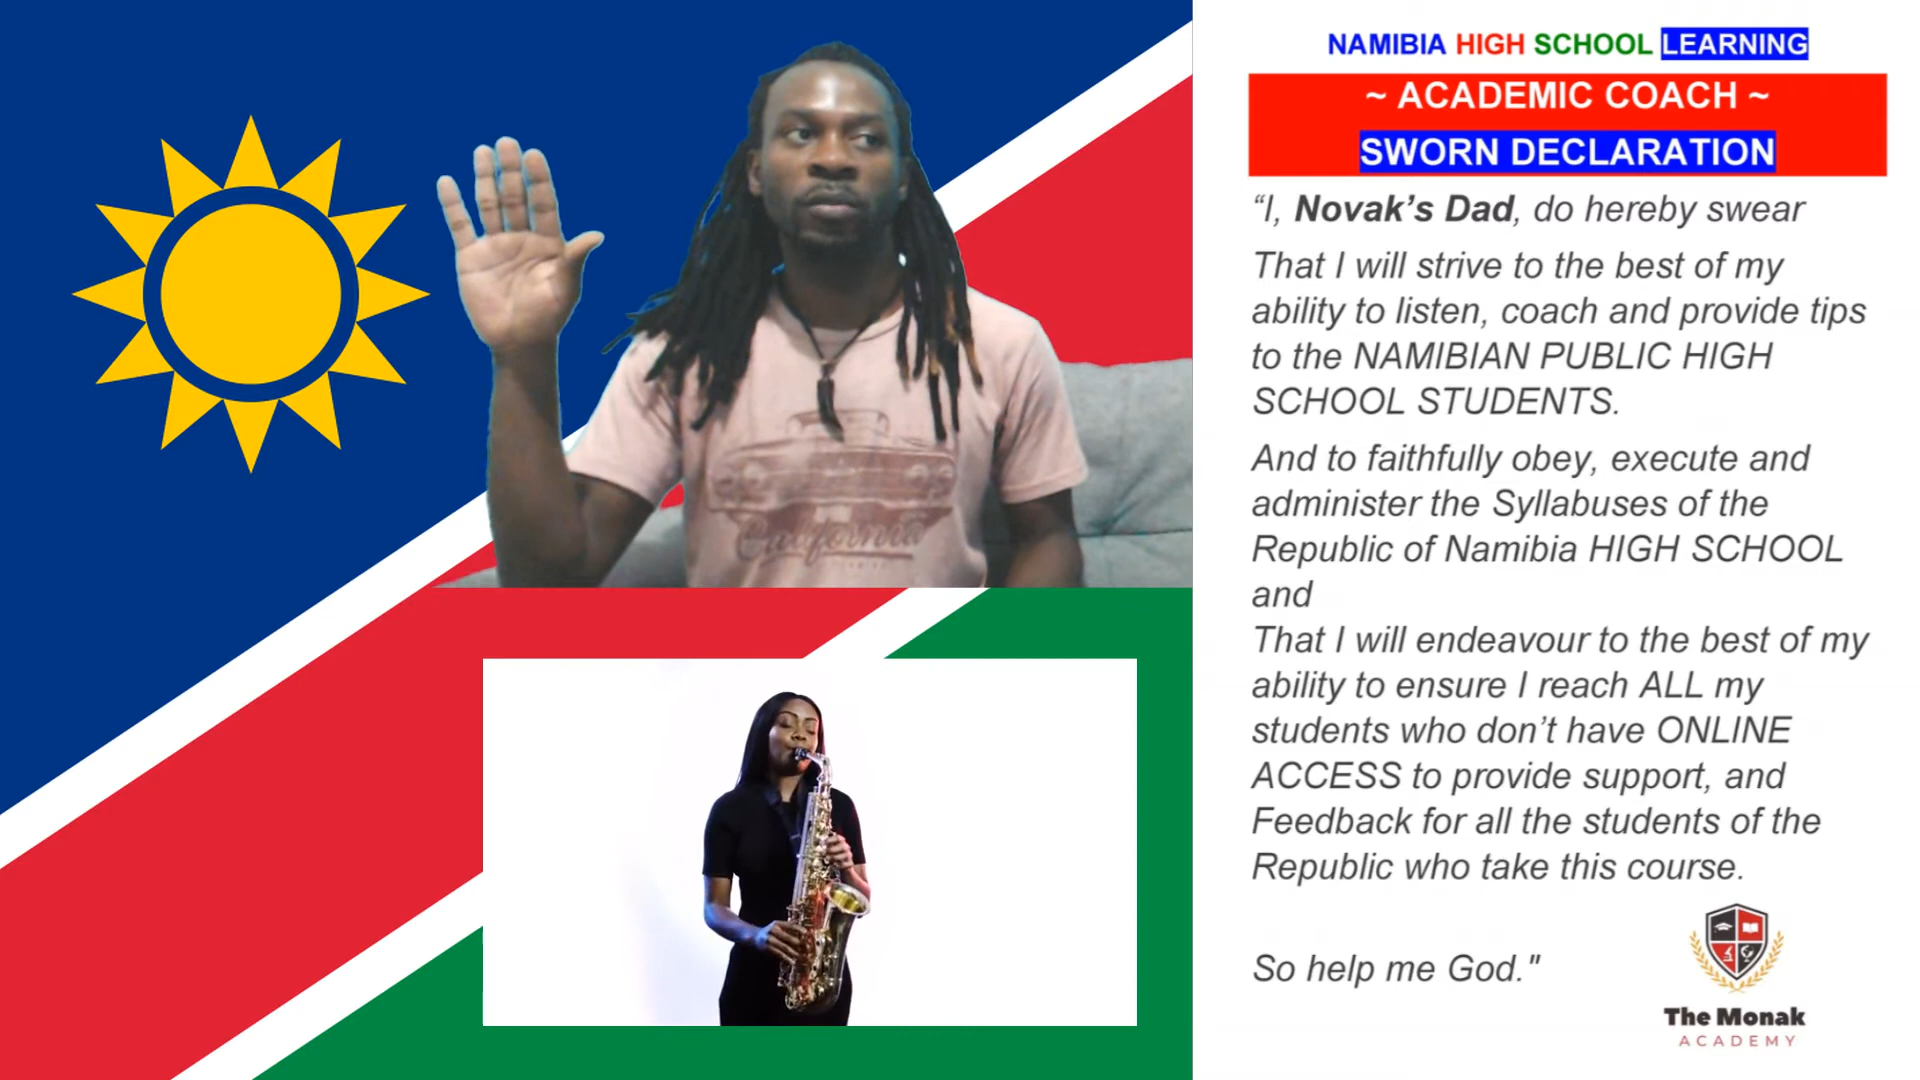 California
NAMIBIA HIGH SCHOOL LEARNING
~ ACADEMIC COACH ~
SWORN DECLARATION
“I, Novak’s Dad, do hereby swear
That I will strive to the best of my
ability to listen, coach and provide tips
to the NAMIBIAN PUBLIC HIGH
SCHOOL STUDENTS.
And to faithfully obey, execute and
administer the Syllabuses of the
Republic of Namibia HIGH SCHOOL
and
That I will endeavour to the best of my
ability to ensure I reach ALL my
students who don’t have ONLINE
ACCESS to provide support, and
Feedback for all the students of the
Republic who take this course.
So help me God."
The Monak
ACADEMY